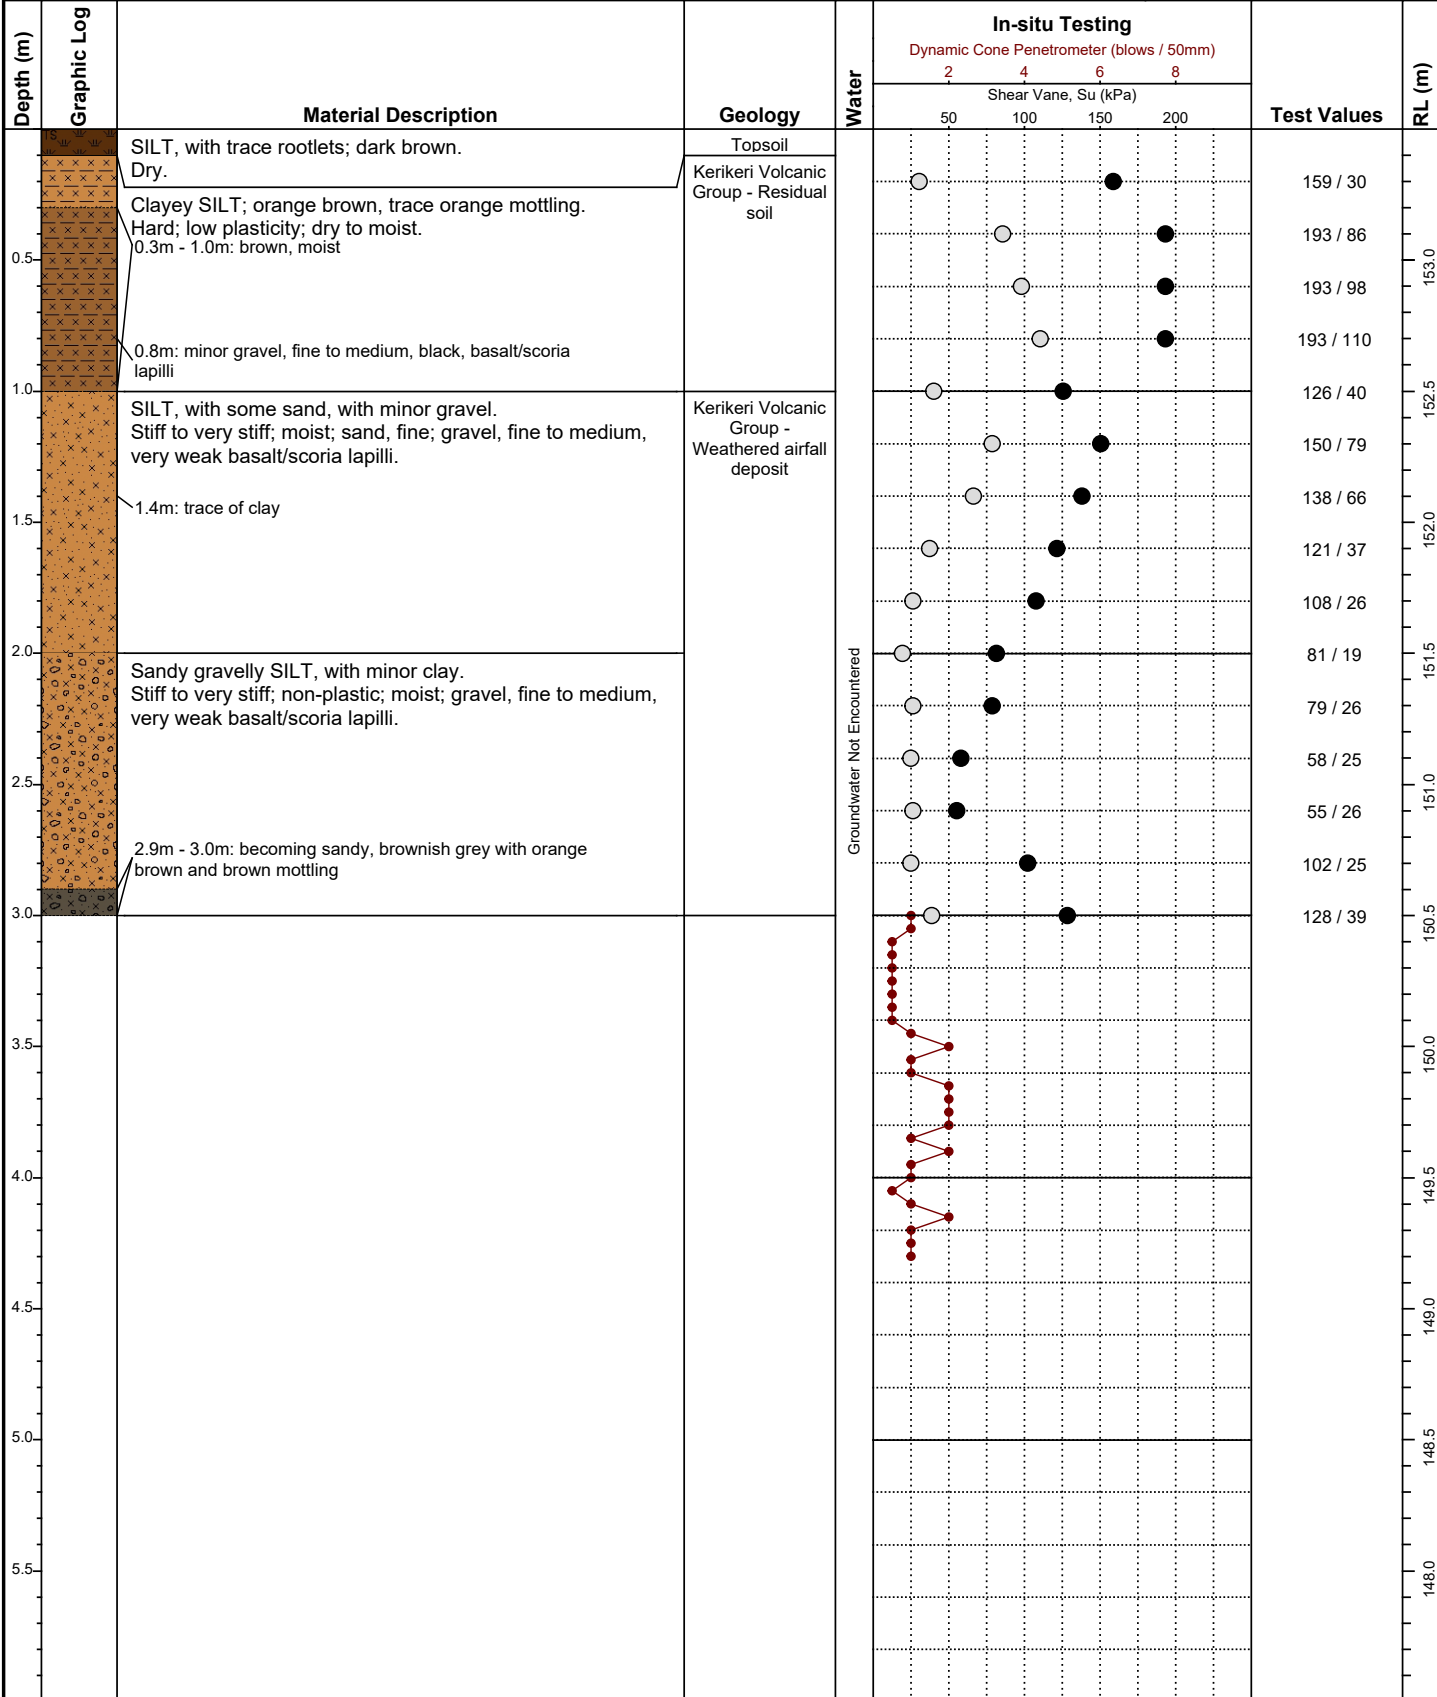 Depth (m)
Graphic Log
Material Description
Geology
Water
In-situ Testing
Dynamic Cone Penetrometer (blows / 50mm)
2 4 6 8
Shear Vane, Su (kPa)
50 100 150 200
Test Values
RL (m)
TS
SILT, with trace rootlets; dark brown.
Dry.
Clayey SILT; orange brown, trace orange mottling.
Hard; low plasticity; dry to moist.
0.3m - 1.0m: brown, moist
0.8m: minor gravel, fine to medium, black, basalt/scoria
lapilli
SILT, with some sand, with minor gravel.
Stiff to very stiff; moist; sand, fine; gravel, fine to medium,
very weak basalt/scoria lapilli.
1.4m: trace of clay
Sandy gravelly SILT, with minor clay.
Stiff to very stiff; non-plastic; moist; gravel, fine to medium,
very weak basalt/scoria lapilli.
2.9m - 3.0m: becoming sandy, brownish grey with orange
brown and brown mottling
Topsoil
Kerikeri Volcanic
Group - Residual
soil
Kerikeri Volcanic
Group -
Weathered airfall
deposit
Groundwater Not Encountered
0.5
1.0
1.5
2.0
2.5
3.0
3.5
4.0
4.5
5.0
5.5
159 / 30
193 / 86
193 / 98
193 / 110
126 / 40
150 / 79
138 / 66
121 / 37
108 / 26
81 / 19
79 / 26
58 / 25
55 / 26
102 / 25
128 / 39
153.0
152.5
152.0
151.5
151.0
150.5
150.0
149.5
149.0
148.5
148.0